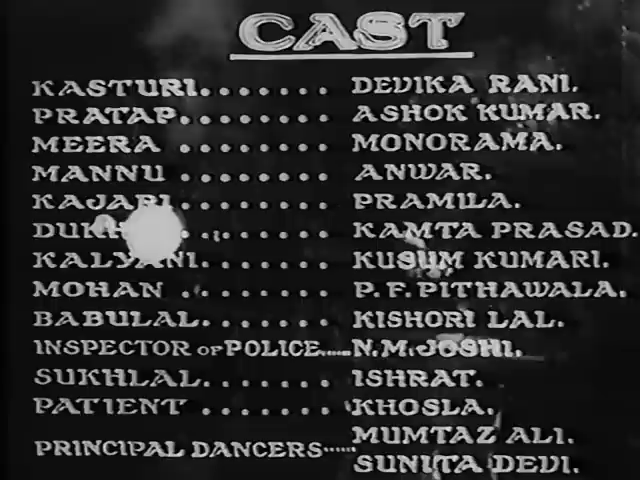 CAST
KASTURI........ DEVIKA RANI.
PRATAP......... ASHOK KUMAR.
MEERA ........ MONORAMA.
MANNU ........ ANWAR.
KAJARI......... PRAMILA.
KAMTA PRASAD.
KALYANI........ KUSUM KUMARI.
MOHAN ........ P.F.PITHAWALA.
BABULAL....... KISHORI LAL.
INSPECTOR OF POLICE..... N.M.JOSHI.
SUKHLAL....... ISHRAT.
PATIENT ....... KHOSLA.
PRINCIPAL DANCERS...... MUMTAZ ALI.
SUNITA DEVI.